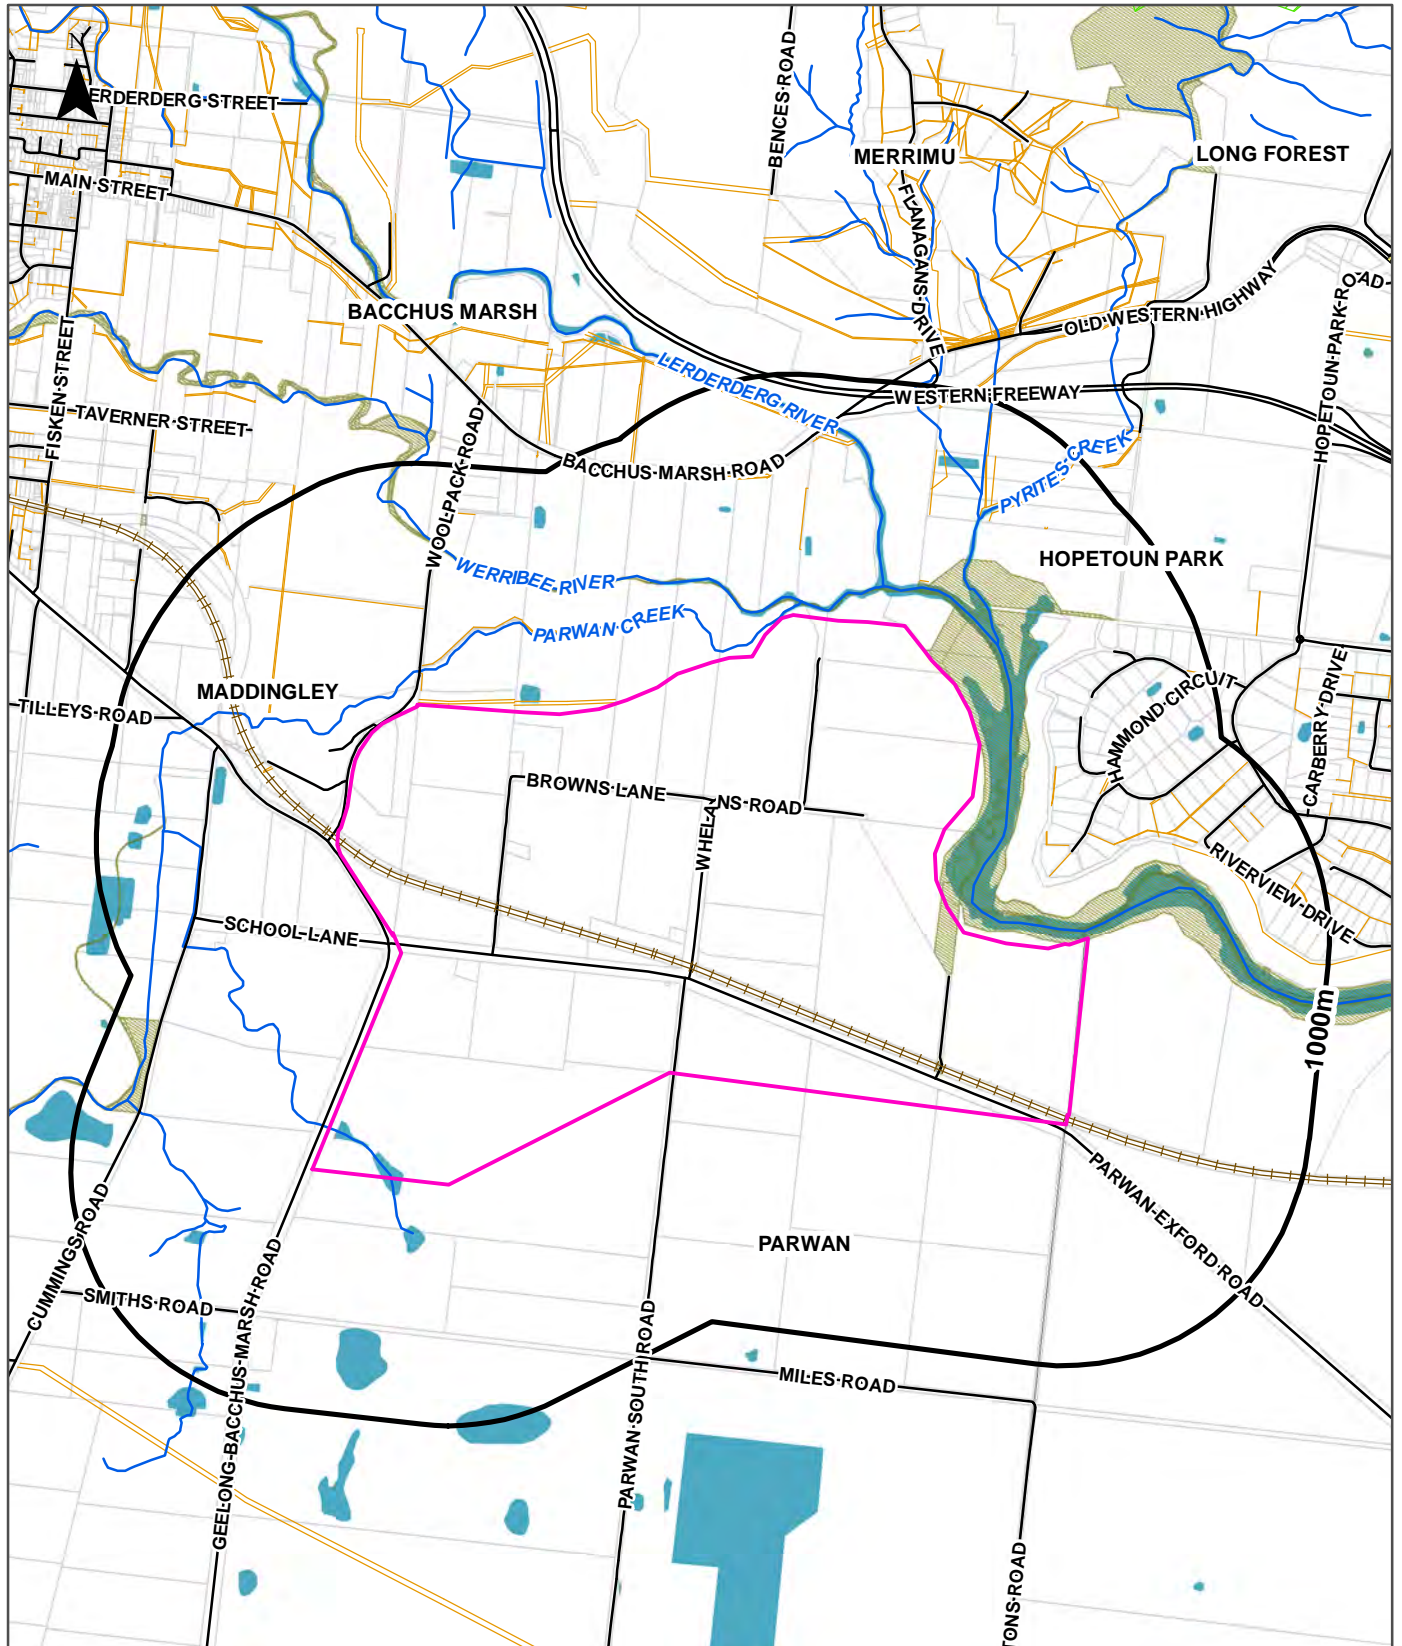 N
ERDERDERG STREET
MAIN STREET
BENCES ROAD
MERRIMU
LONG FOREST
FLANAGANS DRIVE
BACCHUS MARSH
OLD WESTERN HIGHWAY
HOPETOUN PARK ROAD
FISKEN STREET
TAVERNER STREET
LERDERDERG RIVER
WESTERN FREEWAY
BACCHUS MARSH ROAD
WOOLPACK ROAD
PYRITES CREEK
HOPETOUN PARK
WERRIBEE RIVER
PARWAN CREEK
MADDINGLEY
TILLEYS ROAD
HAMMOND CIRCUIT
CARBERRY DRIVE
BROWNS LANE
WHELANS ROAD
RIVERVIEW DRIVE
SCHOOL LANE
1000m
PARWAN EXFORD ROAD
PARWAN
CUMMINGS ROAD
SMITHS ROAD
GEELONG-BACCHUS MARSH ROAD
PARWAN SOUTH ROAD
MILES ROAD
TONS ROAD